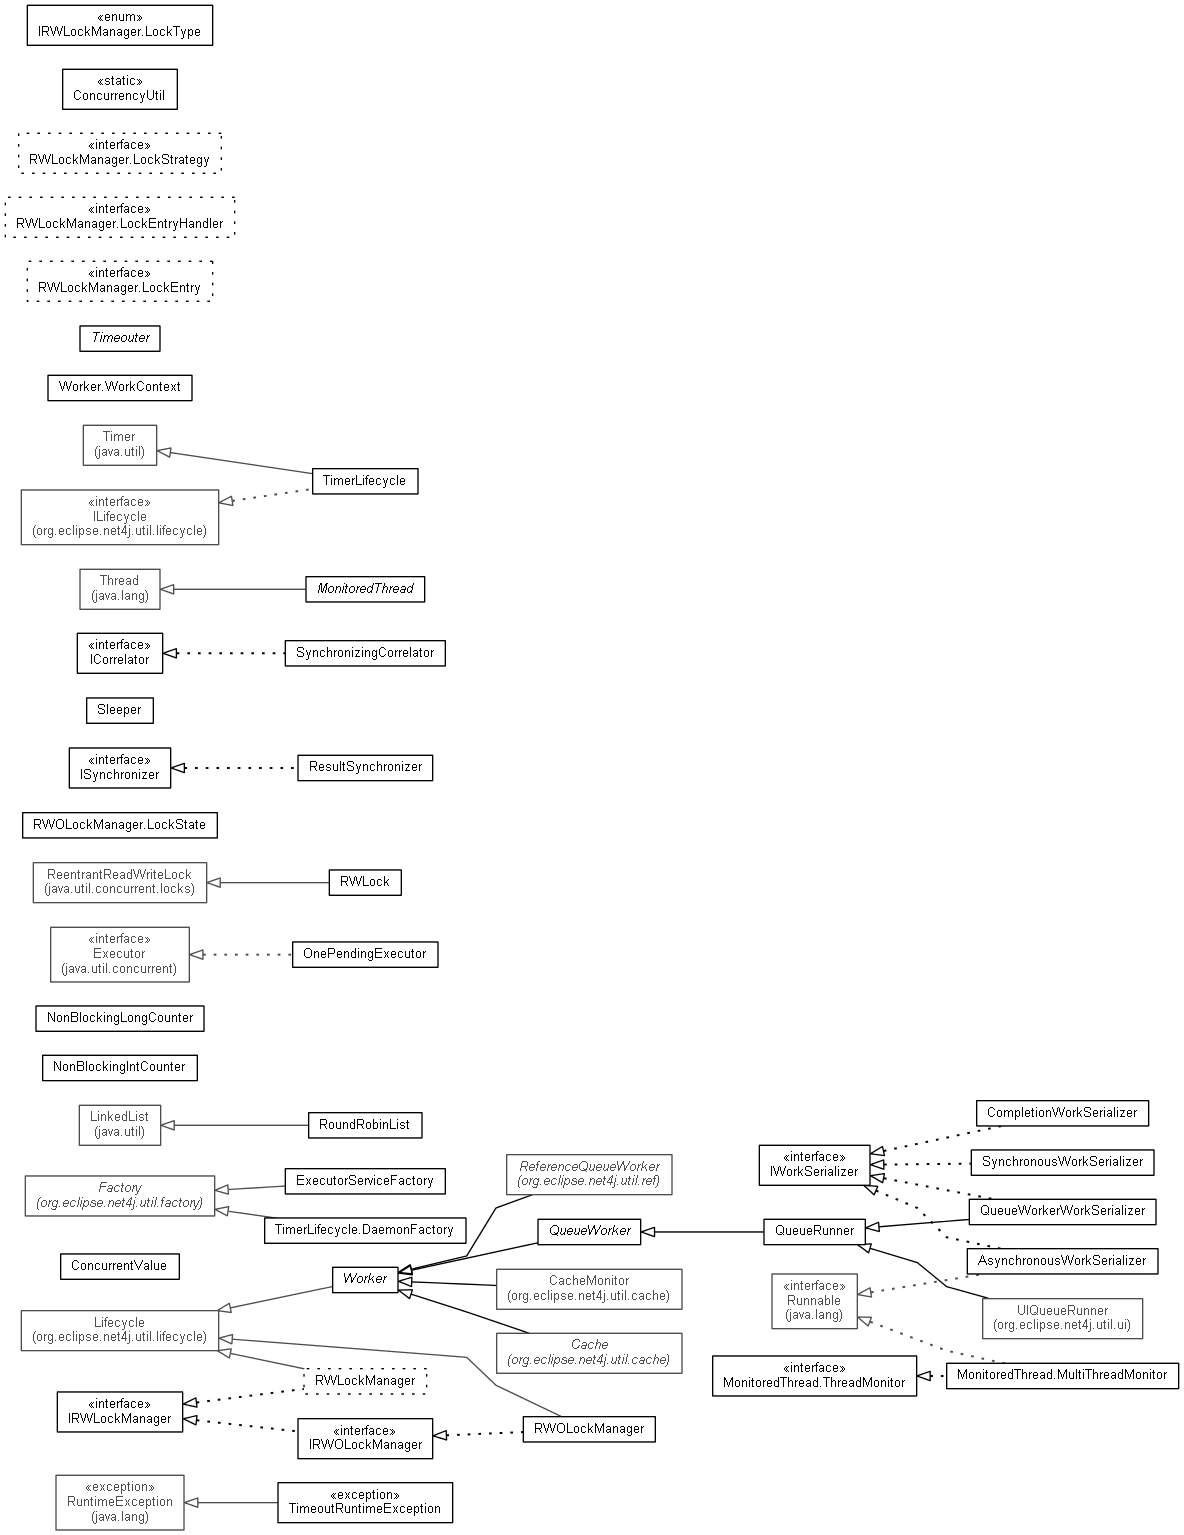 «enum»
IRWLockManager.LockType
«static»
ConcurrencyUtil
«interface»
RWLockManager.LockStrategy
«interface»
RWLockManager.LockEntryHandler
«interface»
RWLockManager.LockEntry
Timeouter
Worker.WorkContext
Timer
(java.util)
TimerLifecycle
«interface»
ILifecycle
(org.eclipse.net4j.util.lifecycle)
Thread
(java.lang)
MonitoredThread
«interface»
ICorrelator
SynchronizingCorrelator
Sleeper
«interface»
ISynchronizer
ResultSynchronizer
RWOLockManager.LockState
ReentrantReadWriteLock
(java.util.concurrent.locks)
RWLock
«interface»
Executor
(java.util.concurrent)
OnePendingExecutor
NonBlockingLongCounter
NonBlockingIntCounter
LinkedList
(java.util)
RoundRobinList
Factory
(org.eclipse.net4j.util.factory)
ExecutorServiceFactory
TimerLifecycle.DaemonFactory
ConcurrentValue
Lifecycle
(org.eclipse.net4j.util.lifecycle)
Worker
RWLockManager
ReferenceQueueWorker
(org.eclipse.net4j.util.ref)
QueueWorker
CacheMonitor
(org.eclipse.net4j.util.cache)
Cache
(org.eclipse.net4j.util.cache)
«interface»
IRWLockManager
«interface»
IRWOLockManager
RWOLockManager
«interface»
IWorkSerializer
QueueRunner
«interface»
Runnable
(java.lang)
«interface»
MonitoredThread.ThreadMonitor
CompletionWorkSerializer
SynchronousWorkSerializer
QueueWorkerWorkSerializer
AsynchronousWorkSerializer
UIQueueRunner
(org.eclipse.net4j.util.ui)
MonitoredThread.MultiThreadMonitor
«exception»
RuntimeException
(java.lang)
«exception»
TimeoutRuntimeException